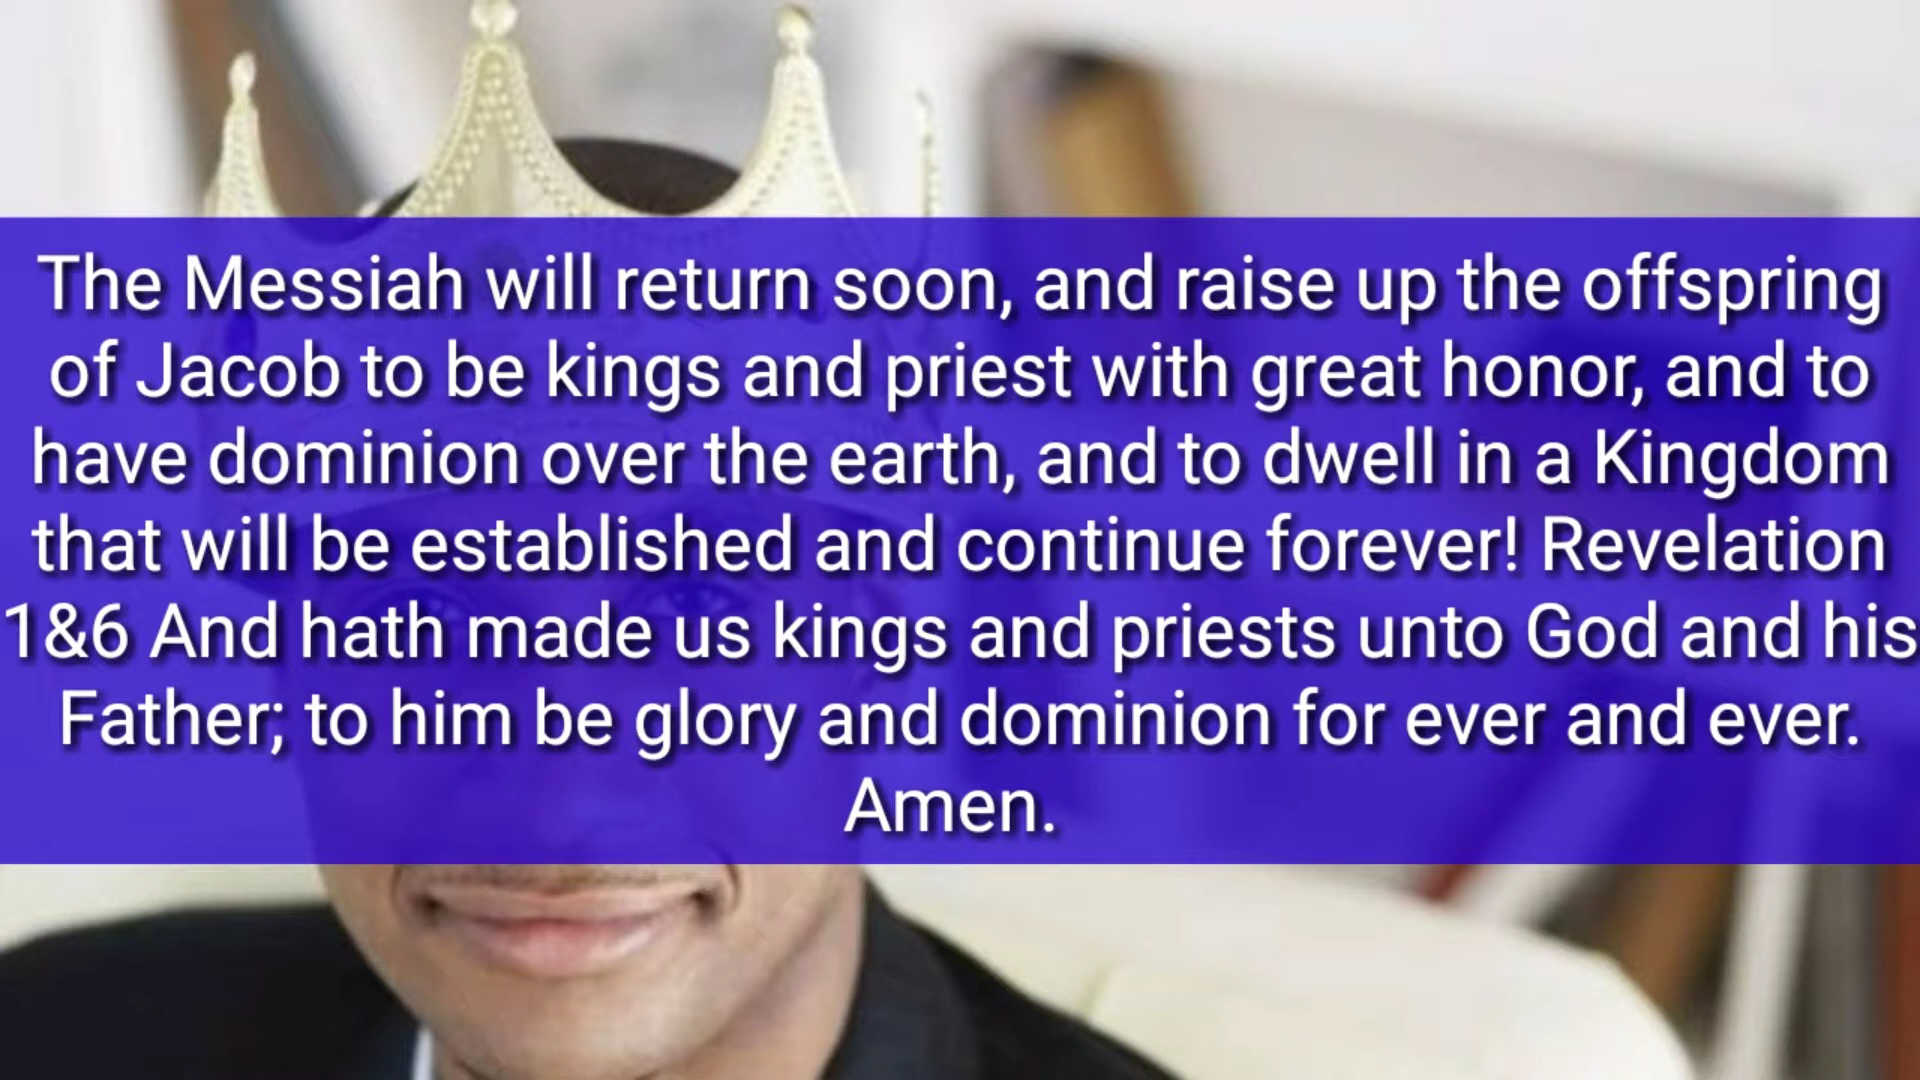 The Messiah will return soon, and raise up the offspring
of Jacob to be kings and priest with great honor, and to
have dominion over the earth, and to dwell in a Kingdom
that will be established and continue forever! Revelation
1&6 And hath made us kings and priests unto God and his
Father; to him be glory and dominion for ever and ever.
Amen.